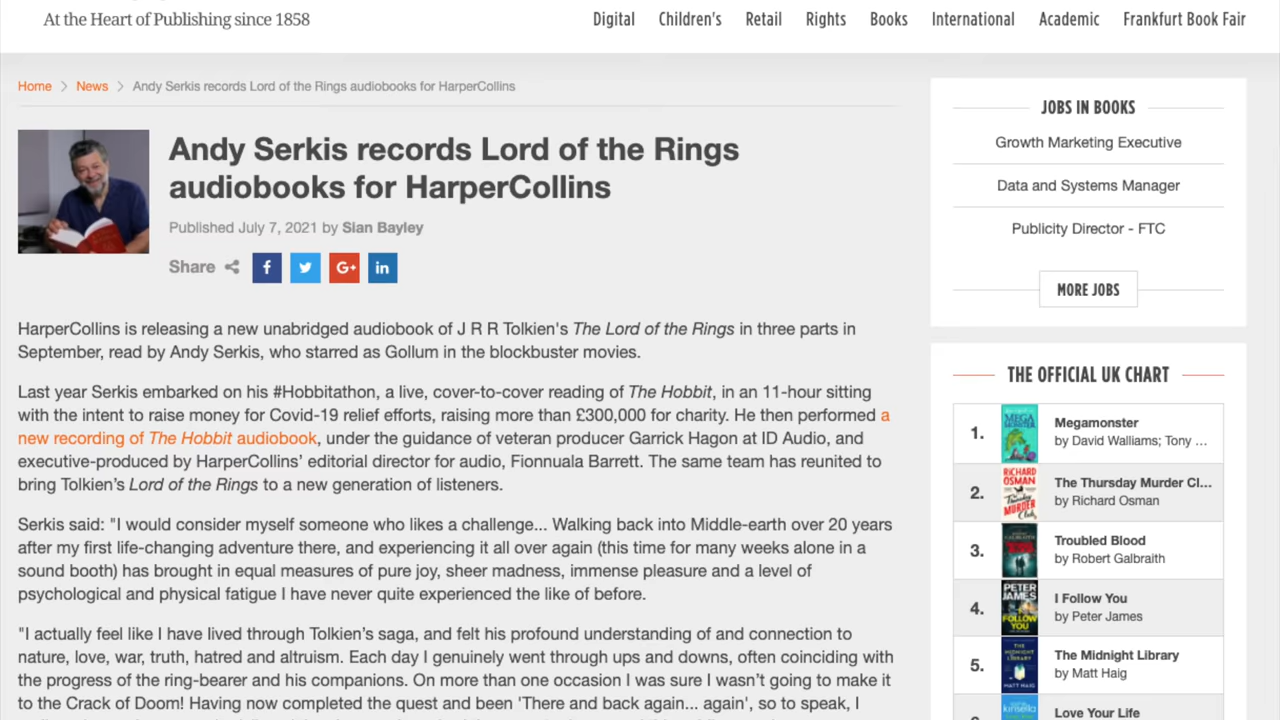 At the Heart of Publishing since 1858
Digital Children's Retail Rights Books International Academic Frankfurt Book Fair
Home > News > Andy Serkis records Lord of the Rings audiobooks for HarperCollins
Andy Serkis records Lord of the Rings
audiobooks for HarperCollins
Published July 7, 2021 by Sian Bayley
Share
f
G+
in
HarperCollins is releasing a new unabridged audiobook of J R R Tolkien's The Lord of the Rings in three parts in
September, read by Andy Serkis, who starred as Gollum in the blockbuster movies.
Last year Serkis embarked on his #Hobbitathon, a live, cover-to-cover reading of The Hobbit, in an 11-hour sitting
with the intent to raise money for Covid-19 relief efforts, raising more than £300,000 for charity. He then performed a
new recording of The Hobbit audiobook, under the guidance of veteran producer Garrick Hagon at ID Audio, and
executive-produced by HarperCollins’ editorial director for audio, Fionnuala Barrett. The same team has reunited to
bring Tolkien’s Lord of the Rings to a new generation of listeners.
Serkis said: "I would consider myself someone who likes a challenge... Walking back into Middle-earth over 20 years
after my first life-changing adventure there, and experiencing it all over again (this time for many weeks alone in a
sound booth) has brought in equal measures of pure joy, sheer madness, immense pleasure and a level of
psychological and physical fatigue I have never quite experienced the like of before.
"I actually feel like I have lived through Tolkien’s saga, and felt his profound understanding of and connection to
nature, love, war, truth, hatred and altruism. Each day I genuinely went through ups and downs, often coinciding with
the progress of the ring-bearer and his companions. On more than one occasion I was sure I wasn’t going to make it
to the Crack of Doom! Having now completed the quest and been 'There and back again... again', so to speak, I
JOBS IN BOOKS
Growth Marketing Executive
Data and Systems Manager
Publicity Director - FTC
MORE JOBS
THE OFFICIAL UK CHART
1.
MEGA
MONSTER
Megamonster
by David Walliams; Tony ...
2.
RICHARD
OSMAN
The Thursday Murder Cl...
by Richard Osman
3.
Troubled Blood
by Robert Galbraith
4.
PETER
JAMES
FOLLOW
YOU
I Follow You
by Peter James
5.
THE
MIDNIGHT
LIBRARY
MATT HAIG
The Midnight Library
by Matt Haig
kinsella
Love Your Life